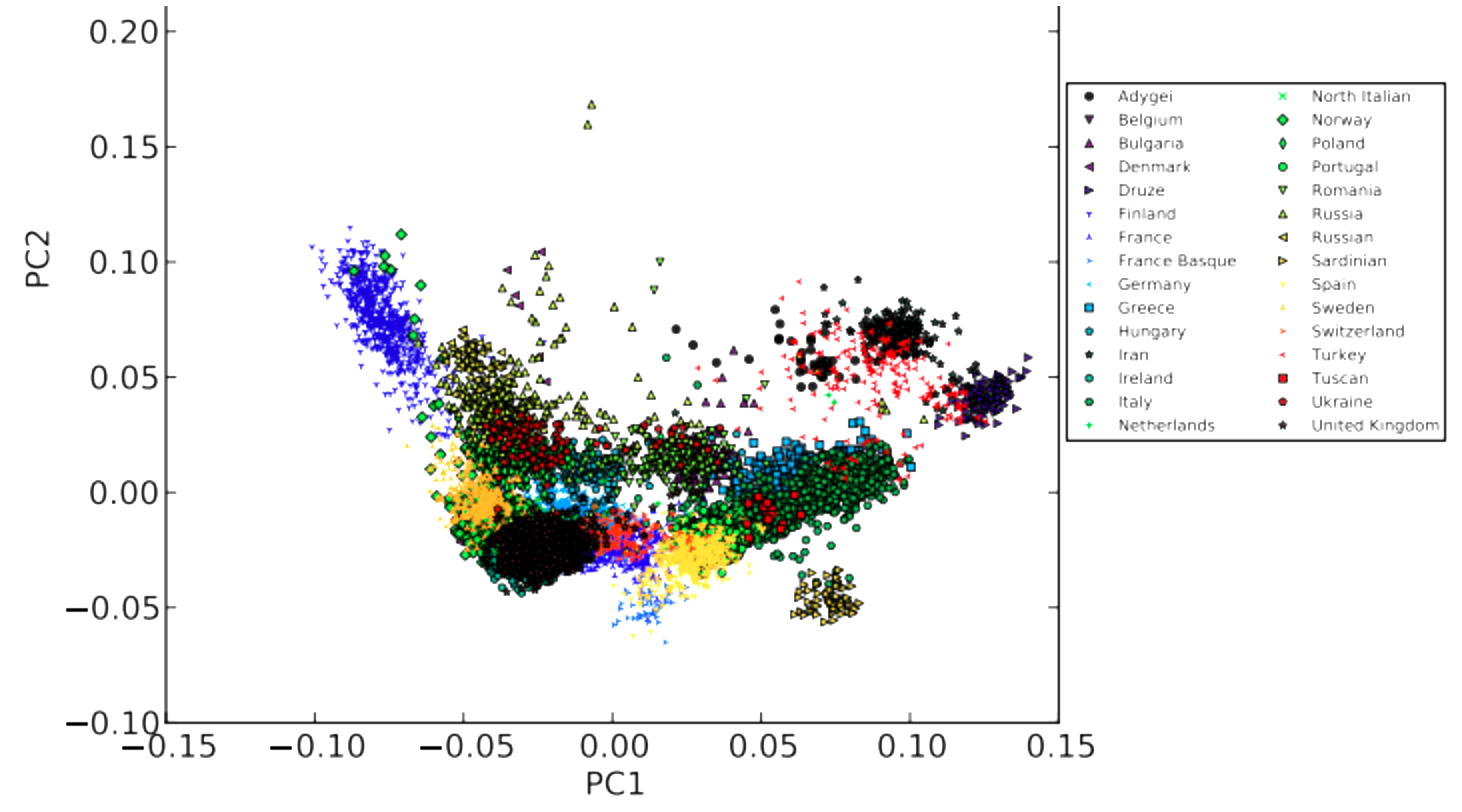 0.20
0.15
0.10
0.05
0.00
−0.05
−0.10
PC2
−0.15 −0.10 −0.05 0.00 0.05 0.10 0.15
PC1
Adygei North Italian
Belgium Norway
Bulgaria Poland
Denmark Portugal
Druze Romania
Finland Russia
France Russian
France Basque Sardinian
Germany Spain
Greece Sweden
Hungary Switzerland
Iran Turkey
Ireland Tuscan
Italy Ukraine
Netherlands United Kingdom